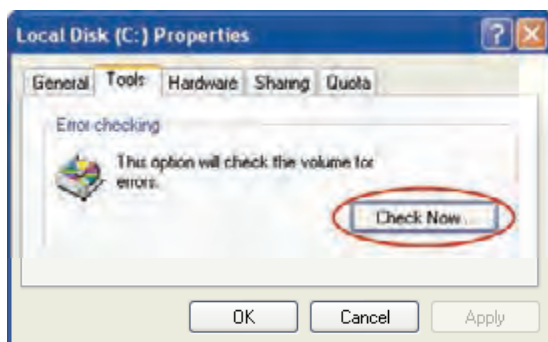 Local Disk (C:) Properties
General Tools Hardware Sharing Quota
Error-checking
This option will check the volume for
errors.
Check Now...
OK Cancel Apply